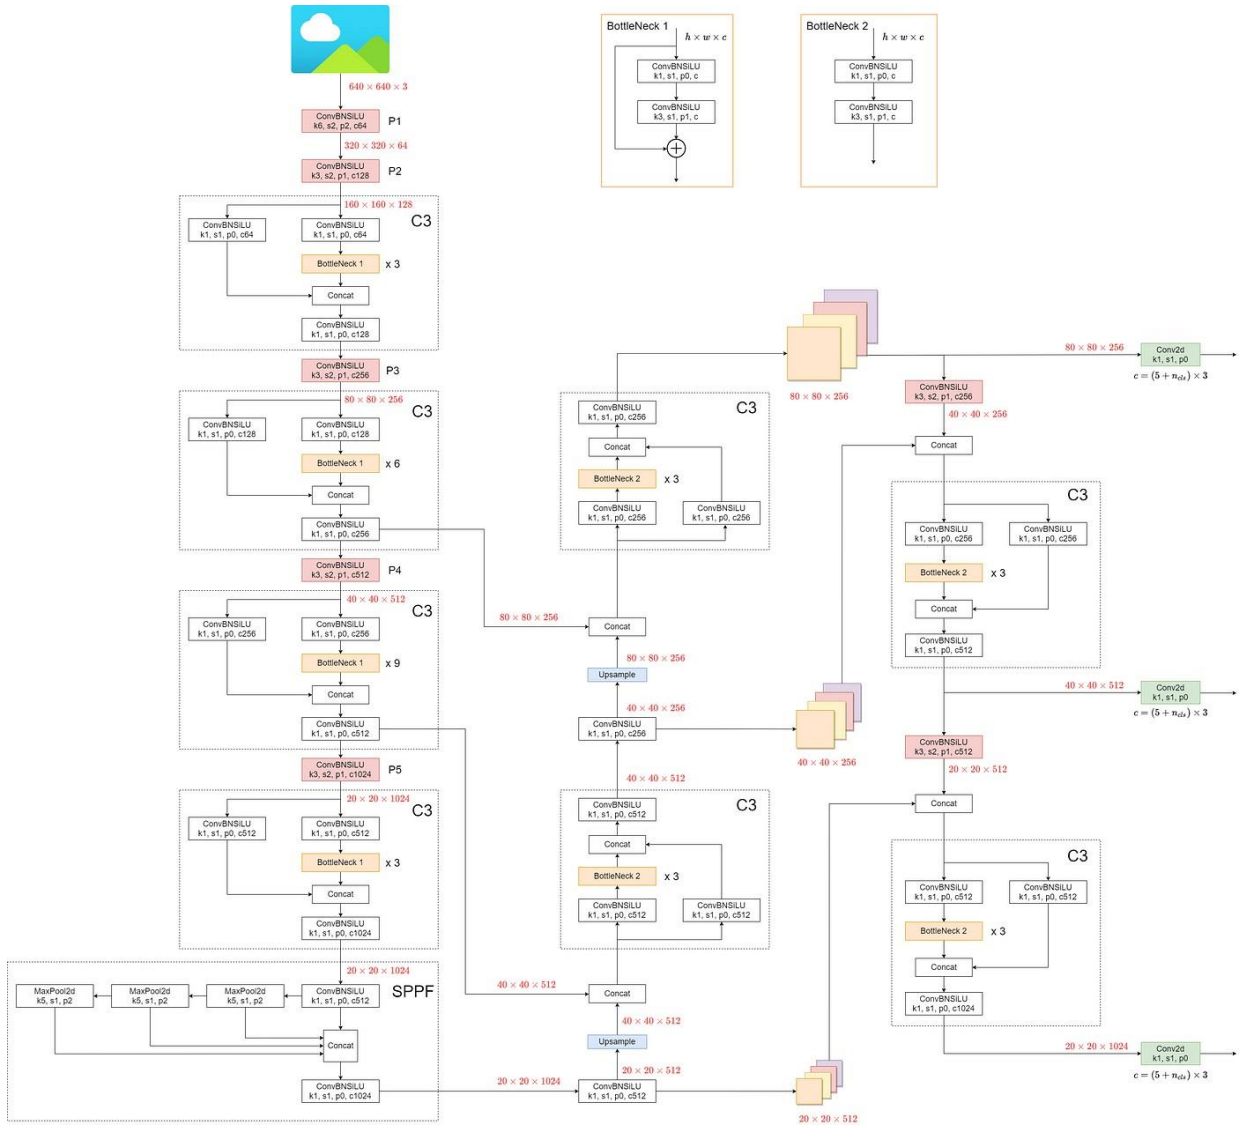 640 × 640 × 3
ConvBNSiLU
k6, s2, p2, c64
P1
320 × 320 × 64
ConvBNSiLU
k3, s2, p1, c128
P2
160 × 160 × 128
C3
ConvBNSiLU
k1, s1, p0, c64
ConvBNSiLU
k1, s1, p0, c64
BottleNeck 1
x 3
Concat
ConvBNSiLU
k1, s1, p0, c128
ConvBNSiLU
k3, s2, p1, c256
P3
80 × 80 × 256
C3
ConvBNSiLU
k1, s1, p0, c128
ConvBNSiLU
k1, s1, p0, c128
BottleNeck 1
x 6
Concat
ConvBNSiLU
k1, s1, p0, c256
ConvBNSiLU
k3, s2, p1, c512
P4
40 × 40 × 512
C3
ConvBNSiLU
k1, s1, p0, c256
ConvBNSiLU
k1, s1, p0, c256
BottleNeck 1
x 9
Concat
ConvBNSiLU
k1, s1, p0, c512
ConvBNSiLU
k3, s2, p1, c1024
P5
20 × 20 × 1024
C3
ConvBNSiLU
k1, s1, p0, c512
ConvBNSiLU
k1, s1, p0, c512
BottleNeck 1
x 3
Concat
ConvBNSiLU
k1, s1, p0, c1024
20 × 20 × 1024
SPPF
MaxPool2d
k5, s1, p2
MaxPool2d
k5, s1, p2
MaxPool2d
k5, s1, p2
ConvBNSiLU
k1, s1, p0, c512
Concat
ConvBNSiLU
k1, s1, p0, c1024
BottleNeck 1
h × w × c
ConvBNSiLU
k1, s1, p0, c
ConvBNSiLU
k3, s1, p1, c
BottleNeck 2
h × w × c
ConvBNSiLU
k1, s1, p0, c
ConvBNSiLU
k3, s1, p1, c
80 × 80 × 256
C3
ConvBNSiLU
k1, s1, p0, c256
Concat
BottleNeck 2
x 3
ConvBNSiLU
k1, s1, p0, c256
ConvBNSiLU
k1, s1, p0, c256
80 × 80 × 256
Concat
80 × 80 × 256
Upsample
40 × 40 × 256
ConvBNSiLU
k1, s1, p0, c256
40 × 40 × 256
40 × 40 × 512
C3
ConvBNSiLU
k1, s1, p0, c512
Concat
BottleNeck 2
x 3
ConvBNSiLU
k1, s1, p0, c512
ConvBNSiLU
k1, s1, p0, c512
40 × 40 × 512
Concat
40 × 40 × 512
Upsample
20 × 20 × 512
20 × 20 × 1024
ConvBNSiLU
k1, s1, p0, c512
20 × 20 × 512
80 × 80 × 256
Conv2d
k1, s1, p0
c = (5 + n_cls) × 3
ConvBNSiLU
k3, s2, p1, c256
40 × 40 × 256
Concat
C3
ConvBNSiLU
k1, s1, p0, c256
ConvBNSiLU
k1, s1, p0, c256
BottleNeck 2
x 3
Concat
ConvBNSiLU
k1, s1, p0, c512
40 × 40 × 512
Conv2d
k1, s1, p0
c = (5 + n_cls) × 3
ConvBNSiLU
k3, s2, p1, c512
20 × 20 × 512
Concat
C3
ConvBNSiLU
k1, s1, p0, c512
ConvBNSiLU
k1, s1, p0, c512
BottleNeck 2
x 3
Concat
ConvBNSiLU
k1, s1, p0, c1024
20 × 20 × 1024
Conv2d
k1, s1, p0
c = (5 + n_cls) × 3